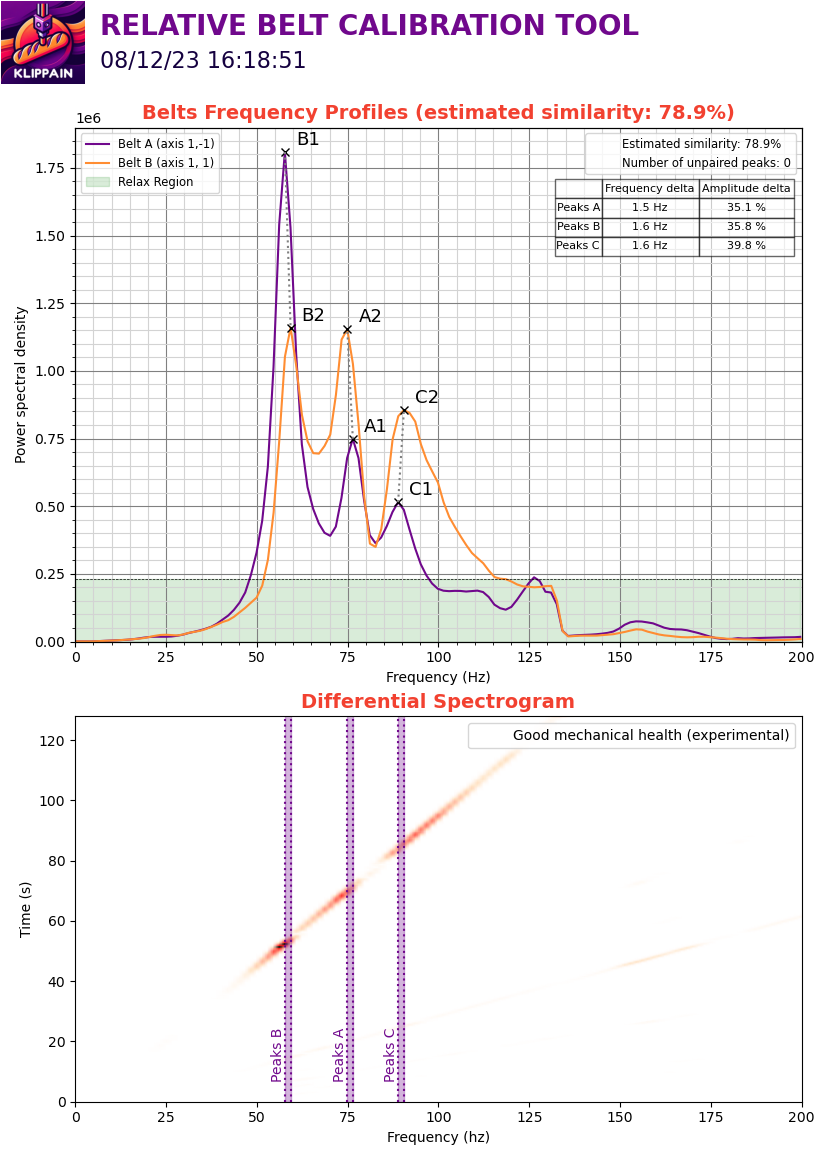 KLIPPAIN
RELATIVE BELT CALIBRATION TOOL
08/12/23 16:18:51
Belts Frequency Profiles (estimated similarity: 78.9%)
1e6
Belt A (axis 1,-1)
Belt B (axis 1, 1)
Relax Region
Estimated similarity: 78.9%
Number of unpaired peaks: 0
Frequency delta Amplitude delta
Peaks A 1.5 Hz 35.1 %
Peaks B 1.6 Hz 35.8 %
Peaks C 1.6 Hz 39.8 %
B1
B2
A2
A1
C2
C1
Power spectral density
1.75
1.50
1.25
1.00
0.75
0.50
0.25
0.00
0 25 50 75 100 125 150 175 200
Frequency (Hz)
Differential Spectrogram
Good mechanical health (experimental)
Time (s)
120
100
80
60
40
20
0
Peaks B
Peaks A
Peaks C
0 25 50 75 100 125 150 175 200
Frequency (hz)